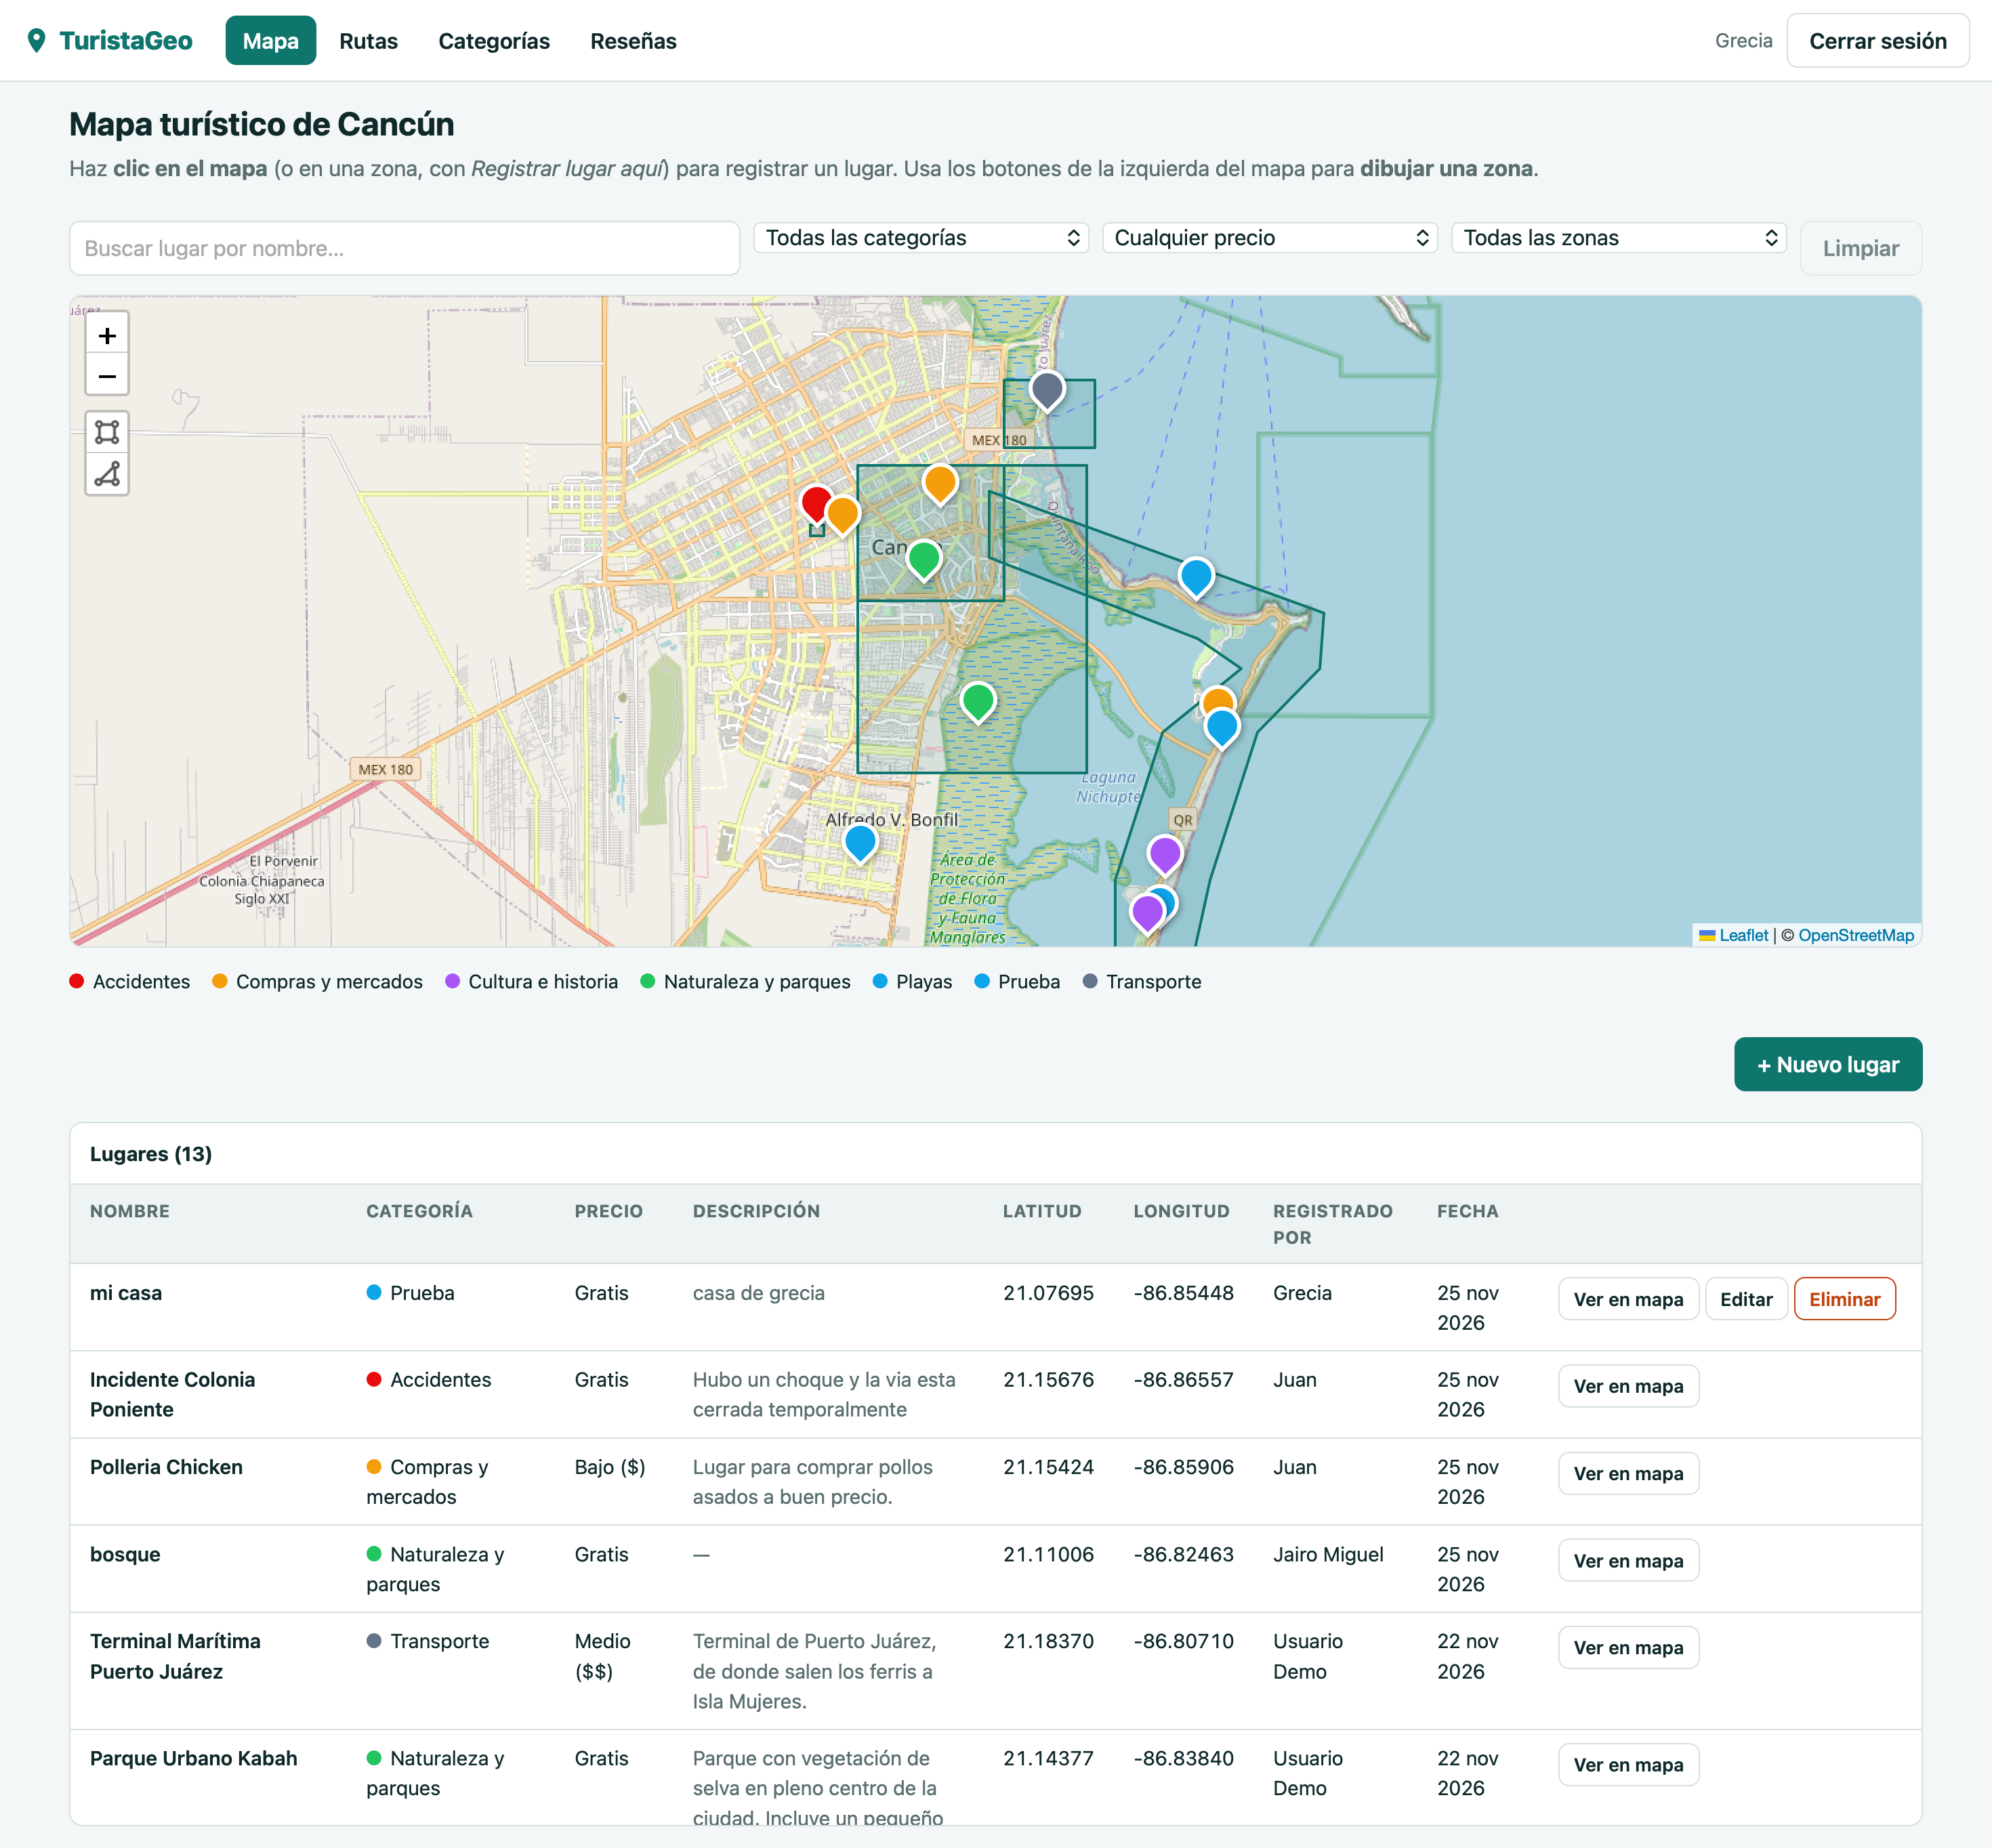 TuristaGeo
Mapa
Rutas
Categorías
Reseñas
Grecia
Cerrar sesión
Mapa turístico de Cancún
Haz clic en el mapa (o en una zona, con Registrar lugar aquí) para registrar un lugar. Usa los botones de la izquierda del mapa para dibujar una zona.
Buscar lugar por nombre...
Todas las categorías
Cualquier precio
Todas las zonas
Limpiar
+
−
MEX 180
Quintana Roo
MEX 180
Laguna
Nichupté
QR
Alfredo V. Bonfil
El Porvenir
Colonia Chiapaneca
Siglo XXI
Área de
Protección
de Flora
y Fauna
Manglares
Leaflet | © OpenStreetMap
Accidentes
Compras y mercados
Cultura e historia
Naturaleza y parques
Playas
Prueba
Transporte
+ Nuevo lugar
Lugares (13)
NOMBRE
CATEGORÍA
PRECIO
DESCRIPCIÓN
LATITUD
LONGITUD
REGISTRADO
POR
FECHA
mi casa
Prueba
Gratis
casa de grecia
21.07695
-86.85448
Grecia
25 nov
2026
Ver en mapa
Editar
Eliminar
Incidente Colonia
Poniente
Accidentes
Gratis
Hubo un choque y la via esta
cerrada temporalmente
21.15676
-86.86557
Juan
25 nov
2026
Ver en mapa
Polleria Chicken
Compras y
mercados
Bajo ($)
Lugar para comprar pollos
asados a buen precio.
21.15424
-86.85906
Juan
25 nov
2026
Ver en mapa
bosque
Naturaleza y
parques
Gratis
—
21.11006
-86.82463
Jairo Miguel
25 nov
2026
Ver en mapa
Terminal Marítima
Puerto Juárez
Transporte
Medio
($$)
Terminal de Puerto Juárez,
de donde salen los ferris a
Isla Mujeres.
21.18370
-86.80710
Usuario
Demo
22 nov
2026
Ver en mapa
Parque Urbano Kabah
Naturaleza y
parques
Gratis
Parque con vegetación de
selva en pleno centro de la
ciudad. Incluye un pequeño
21.14377
-86.83840
Usuario
Demo
22 nov
2026
Ver en mapa